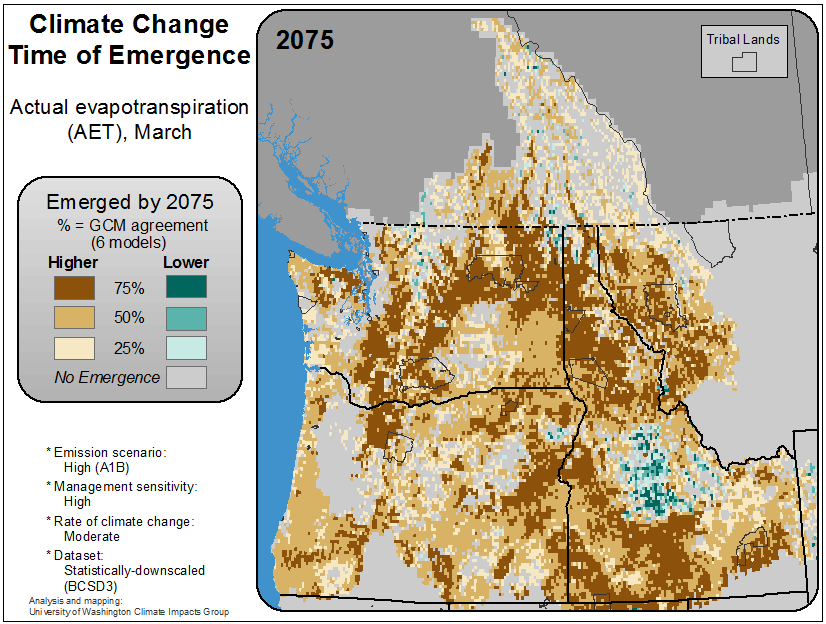 Climate Change
Time of Emergence
Actual evapotranspiration
(AET), March
Emerged by 2075
% = GCM agreement
(6 models)
Higher Lower
75%
50%
25%
No Emergence
* Emission scenario:
High (A1B)
* Management sensitivity:
High
* Rate of climate change:
Moderate
* Dataset:
Statistically-downscaled
(BCSD3)
Analysis and mapping:
University of Washington Climate Impacts Group
2075
Tribal Lands